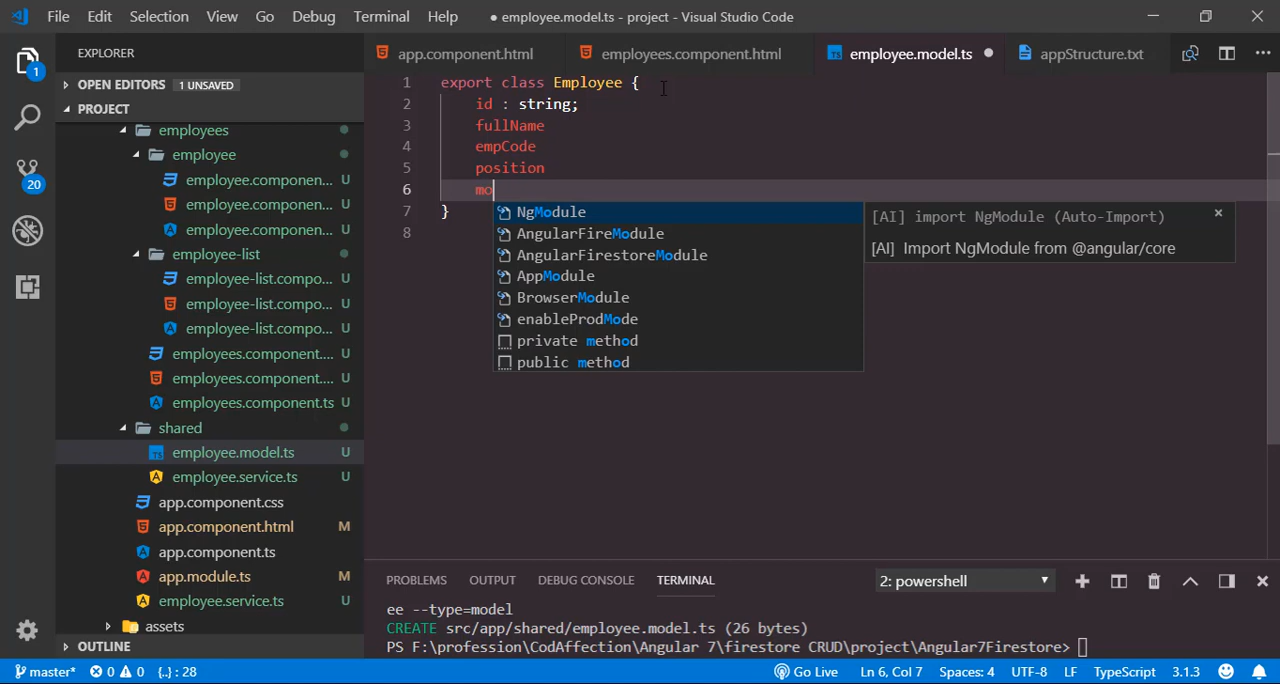 File Edit Selection View Go Debug Terminal Help
● employee.model.ts - project - Visual Studio Code
EXPLORER
OPEN EDITORS 1 UNSAVED
PROJECT
employees
employee
employee.componen... U
employee.componen... U
employee.componen... U
employee-list
employee-list.compo... U
employee-list.compo... U
employee-list.compo... U
employees.component.... U
employees.component.... U
employees.component.ts U
shared
employee.model.ts U
employee.service.ts U
app.component.css
app.component.html M
app.component.ts
app.module.ts M
employee.service.ts U
assets
OUTLINE
1
20
app.component.html employees.component.html employee.model.ts ● appStructure.txt
1 export class Employee {
2 id : string;
3 fullName
4 empCode
5 position
6 mo
7 }
8
NgModule
AngularFireModule
AngularFirestoreModule
AppModule
BrowserModule
enableProdMode
private method
public method
[AI] import NgModule (Auto-Import)
[AI] Import NgModule from @angular/core
PROBLEMS OUTPUT DEBUG CONSOLE TERMINAL 2: powershell
ee --type=model
CREATE src/app/shared/employee.model.ts (26 bytes)
PS F:\profession\CodAffection\Angular 7\firestore CRUD\project\Angular7Firestore>
master* 0 0 {..} : 28 Go Live Ln 6, Col 7 Spaces: 4 UTF-8 LF TypeScript 3.1.3